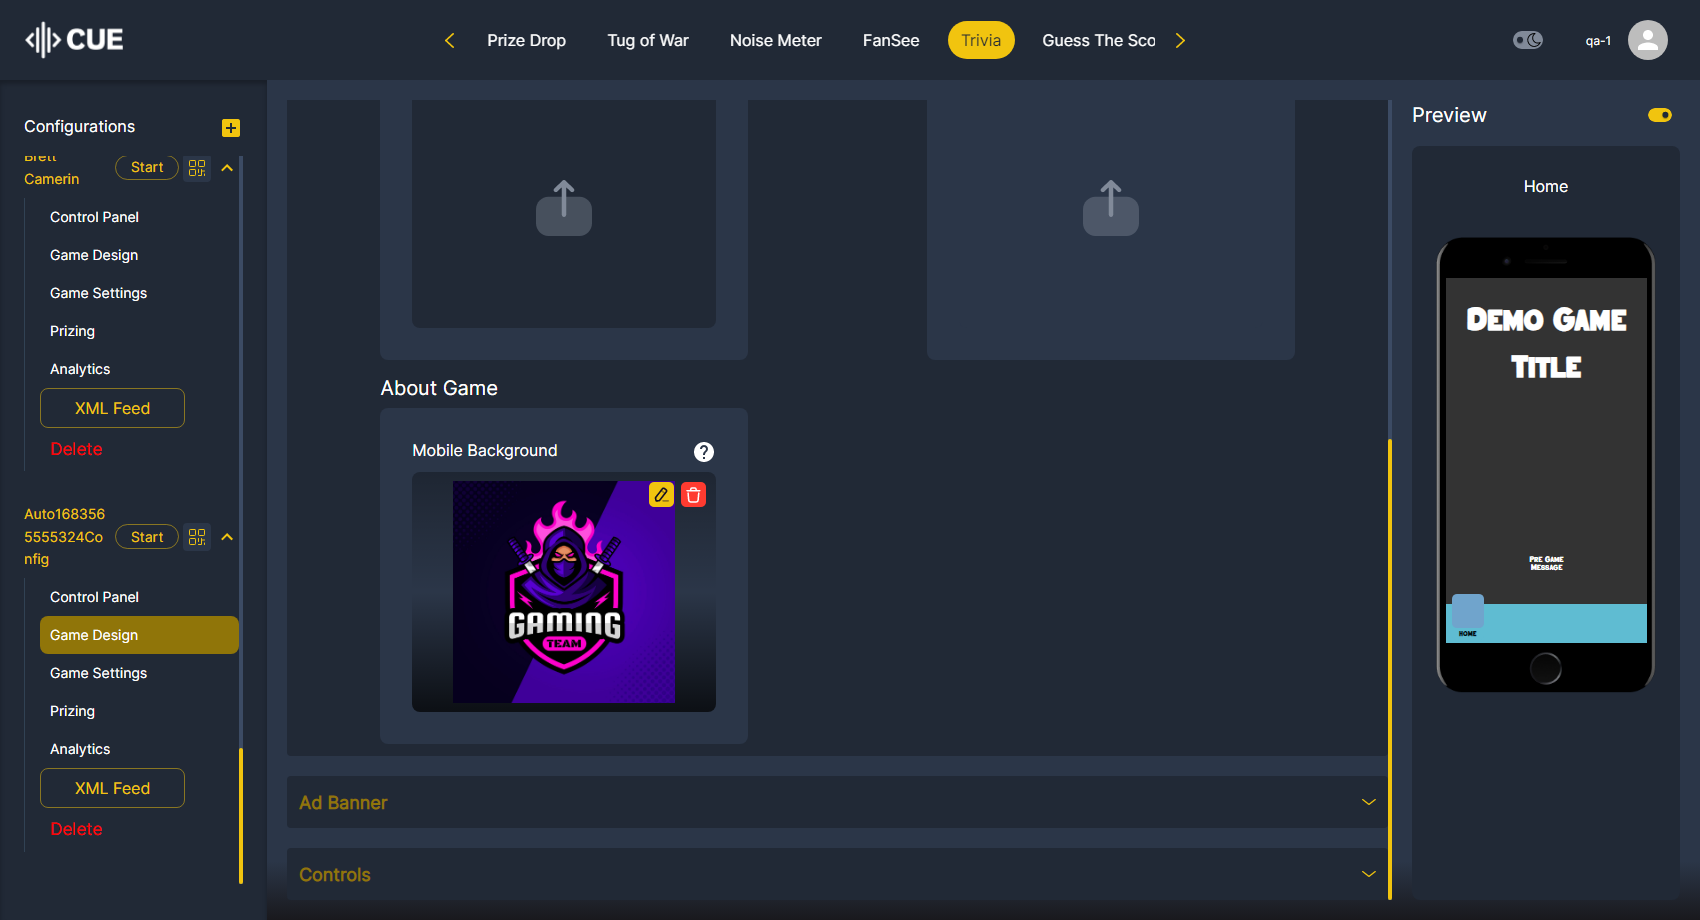 CUE
Prize Drop
Tug of War
Noise Meter
FanSee
Trivia
Guess The Sco
qa-1
Configurations
Brett
Camerin
Start
Control Panel
Game Design
Game Settings
Prizing
Analytics
XML Feed
Delete
Auto168356
5555324Co
nfig
Start
Control Panel
Game Design
Game Settings
Prizing
Analytics
XML Feed
Delete
About Game
Mobile Background
?
GAMING
TEAM
Ad Banner
Controls
Preview
Home
Demo Game
Title
Pre Game
Message
HOME